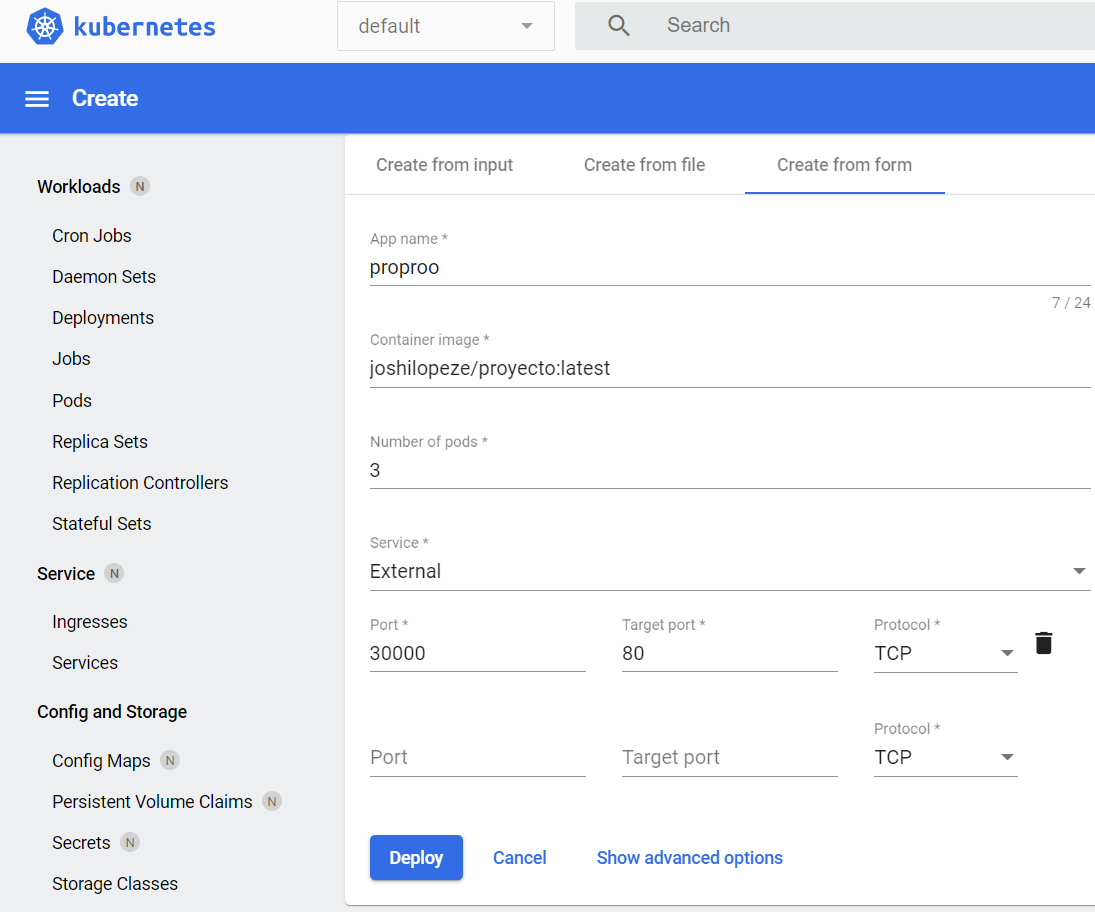 kubernetes
default
Search
Create
Workloads N
Cron Jobs
Daemon Sets
Deployments
Jobs
Pods
Replica Sets
Replication Controllers
Stateful Sets
Service N
Ingresses
Services
Config and Storage
Config Maps N
Persistent Volume Claims N
Secrets N
Storage Classes
Create from input Create from file Create from form
App name *
proproo
7 / 24
Container image *
joshilopeze/proyecto:latest
Number of pods *
3
Service *
External
Port * Target port * Protocol *
30000 80 TCP
Protocol *
Port Target port TCP
Deploy Cancel Show advanced options